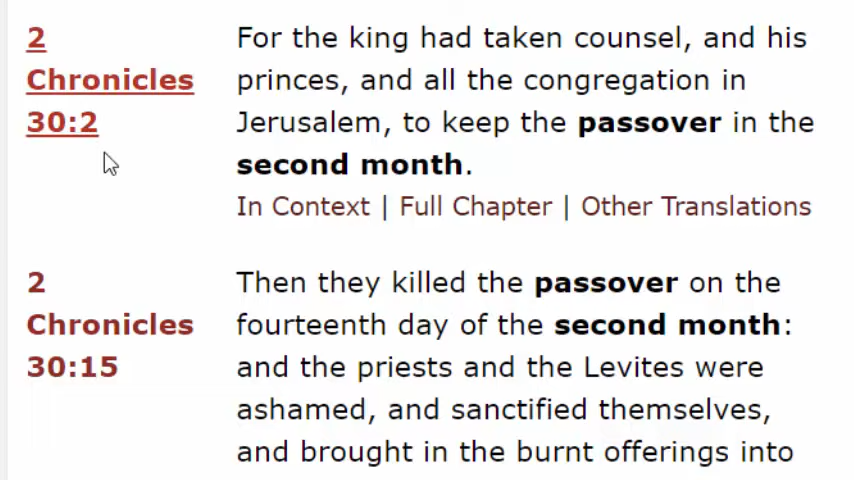 2 Chronicles 30:2
For the king had taken counsel, and his
princes, and all the congregation in
Jerusalem, to keep the passover in the
second month.
In Context | Full Chapter | Other Translations
2 Chronicles 30:15
Then they killed the passover on the
fourteenth day of the second month:
and the priests and the Levites were
ashamed, and sanctified themselves,
and brought in the burnt offerings into